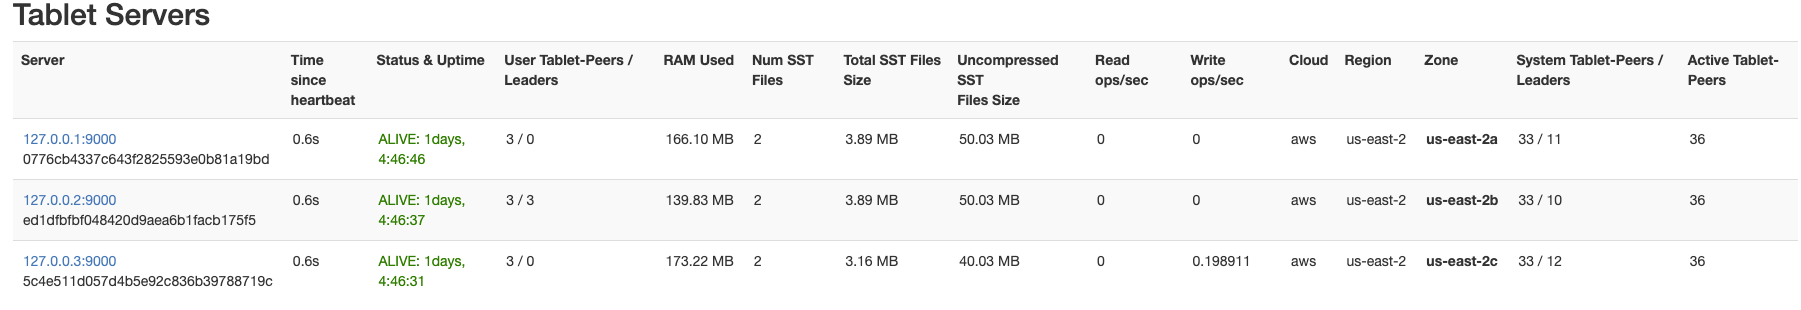 Tablet Servers
Server Time since heartbeat Status & Uptime User Tablet-Peers / Leaders RAM Used Num SST Files Total SST Files Size Uncompressed SST Files Size Read ops/sec Write ops/sec Cloud Region Zone System Tablet-Peers / Leaders Active Tablet-Peers
127.0.0.1:9000 0.6s ALIVE: 1days, 3 / 0 166.10 MB 2 3.89 MB 50.03 MB 0 0 aws us-east-2 us-east-2a 33 / 11 36
0776cb4337c643f2825593e0b81a19bd 4:46:46
127.0.0.2:9000 0.6s ALIVE: 1days, 3 / 3 139.83 MB 2 3.89 MB 50.03 MB 0 0 aws us-east-2 us-east-2b 33 / 10 36
ed1dfbfbf048420d9aea6b1facb175f5 4:46:37
127.0.0.3:9000 0.6s ALIVE: 1days, 3 / 0 173.22 MB 2 3.16 MB 40.03 MB 0 0.198911 aws us-east-2 us-east-2c 33 / 12 36
5c4e511d057d4b5e92c836b39788719c 4:46:31